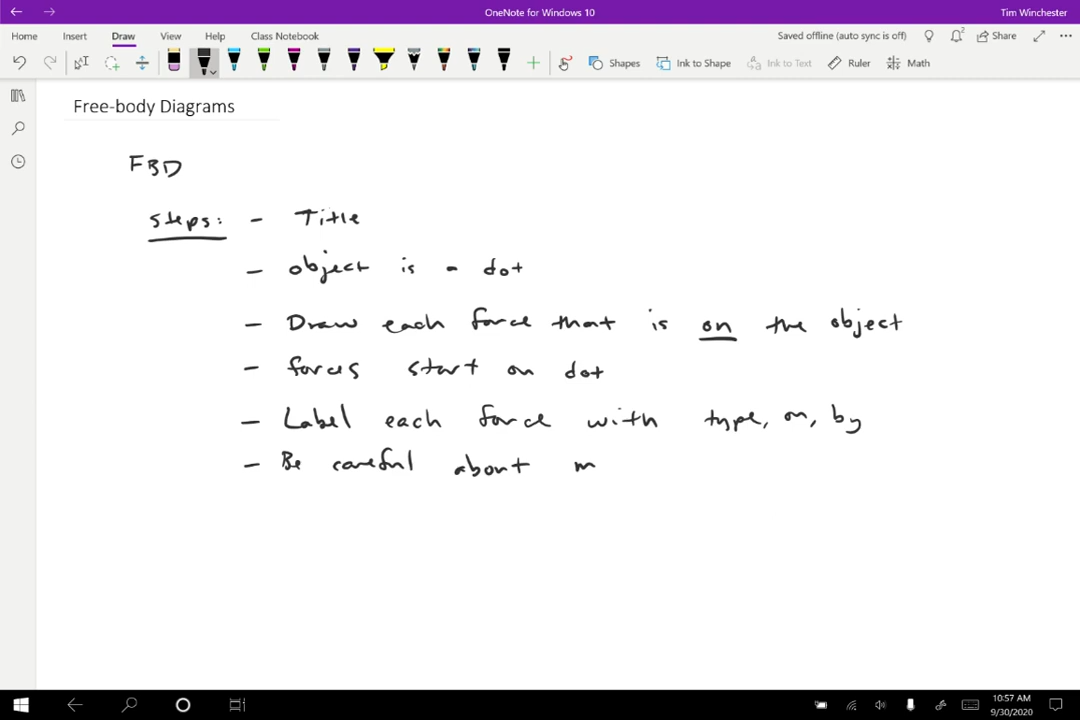 OneNote for Windows 10
Tim Winchester
Home Insert Draw View Help Class Notebook
Saved offline (auto sync is off) Share
Shapes Ink to Shape Ink to Text Ruler Math
Free-body Diagrams
FBD
Steps: - Title
- object is a dot
- Draw each force that is on the object
- forces start on dot
- Label each force with type, on, by
- Be careful about m
10:57 AM
9/30/2020